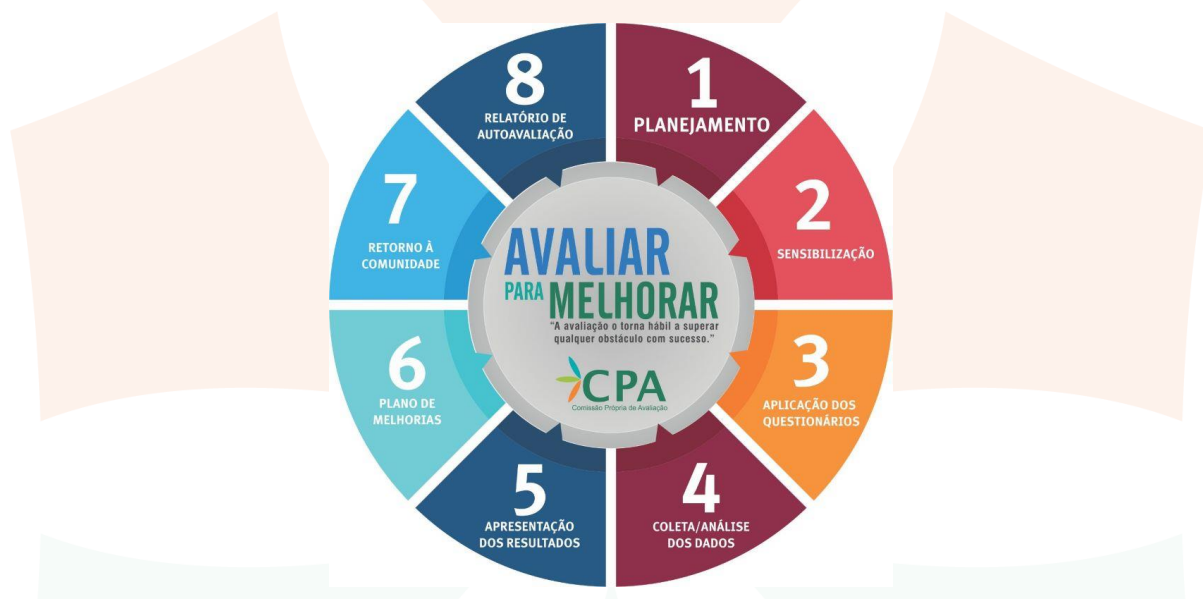 1
PLANEJAMENTO
2
SENSIBILIZAÇÃO
3
APLICAÇÃO DOS
QUESTIONÁRIOS
4
COLETA/ANÁLISE
DOS DADOS
5
APRESENTAÇÃO
DOS RESULTADOS
6
PLANO DE
MELHORIAS
7
RETORNO À
COMUNIDADE
8
RELATÓRIO DE
AUTOAVALIAÇÃO
AVALIAR
PARA MELHORAR
"A avaliação o torna hábil a superar
qualquer obstáculo com sucesso."
CPA
Comissão Própria de Avaliação